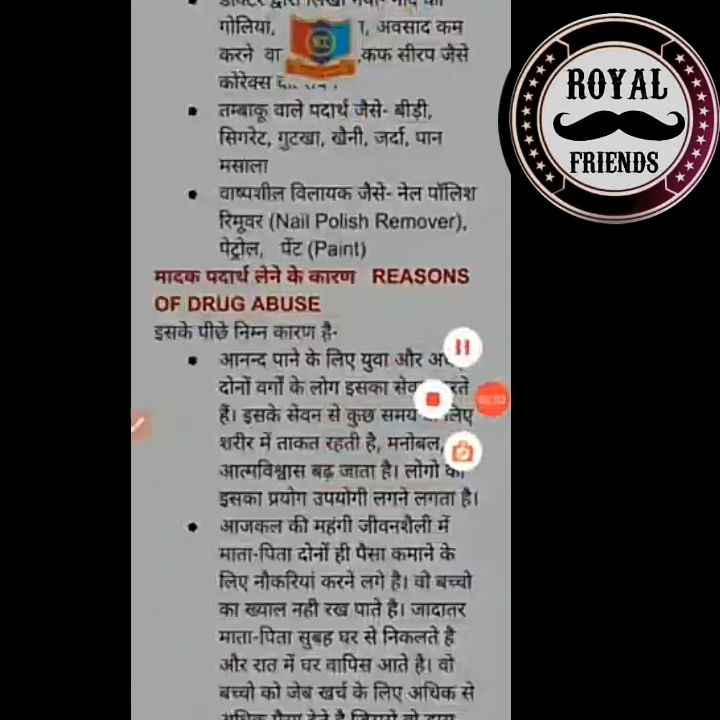 डॉक्टर द्वारा लिखी
गोलियां, अवसाद कम
करने वा कफ सीरप जैसे
कोरेक्स
तम्बाकू वाले पदार्थ जैसे- बीड़ी,
सिगरेट, गुटखा, खैनी, जर्दा, पान
मसाला
वाष्पशील विलायक जैसे- नेल पॉलिश
रिमूवर (Nail Polish Remover),
पेट्रोल, पेंट (Paint)
मादक पदार्थ लेने के कारण REASONS
OF DRUG ABUSE
इसके पीछे निम्न कारण है-
आनन्द पाने के लिए युवा और
दोनों वर्गों के लोग इसका
हैं। इसके सेवन से कुछ समय लिए
शरीर में ताकत रहती है, मनोबल,
आत्मविश्वास बढ़ जाता है। लोगो को
इसका प्रयोग उपयोगी लगने लगता है।
आजकल की महंगी जीवनशैली में
माता-पिता दोनों ही पैसा कमाने के
लिए नौकरियां करने लगे है। वो बच्चो
का ख्याल नही रख पाते है। जादातर
माता-पिता सुबह घर से निकलते है
और रात में घर वापिस आते है। वो
बच्चो को जेब खर्च के लिए अधिक से
अधिक पैसा देते है जिससे वो
ROYAL
FRIENDS